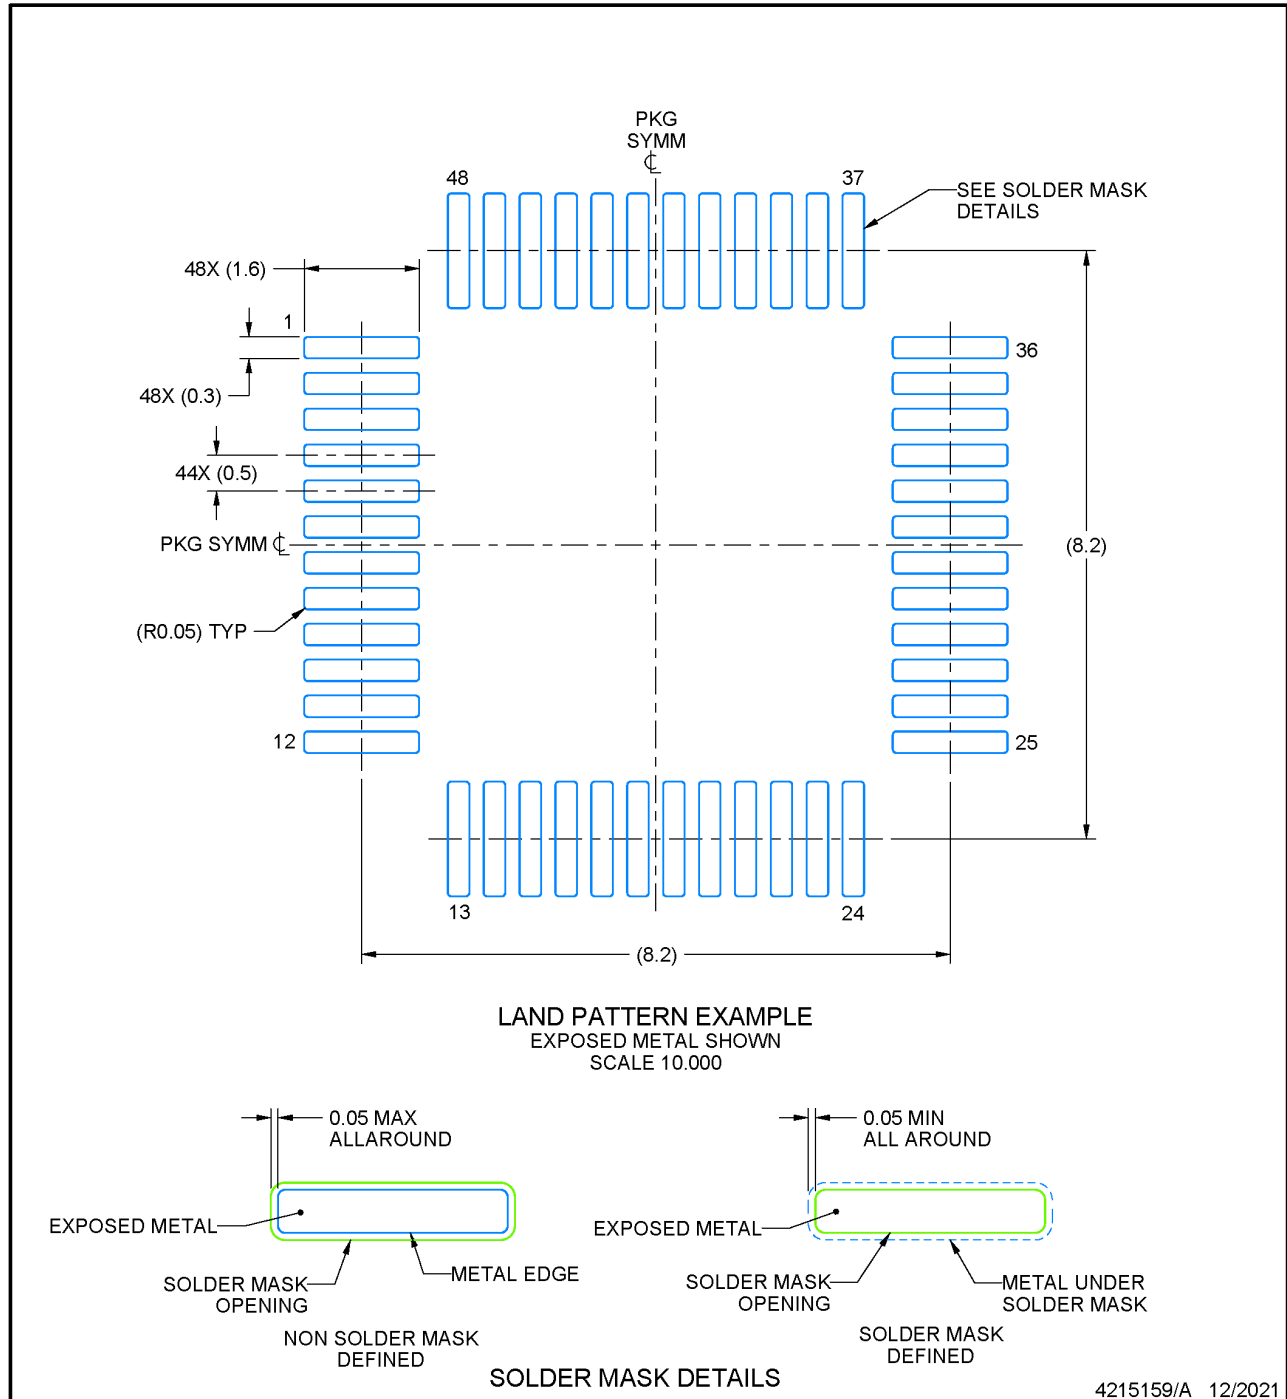 PKG
SYMM
48
37
SEE SOLDER MASK
DETAILS
48X (1.6)
1
36
48X (0.3)
44X (0.5)
PKG SYMM
(8.2)
(R0.05) TYP
12
25
13
24
(8.2)
LAND PATTERN EXAMPLE
EXPOSED METAL SHOWN
SCALE 10.000
0.05 MAX
ALLAROUND
EXPOSED METAL
SOLDER MASK
OPENING
METAL EDGE
NON SOLDER MASK
DEFINED
0.05 MIN
ALL AROUND
EXPOSED METAL
SOLDER MASK
OPENING
METAL UNDER
SOLDER MASK
SOLDER MASK
DEFINED
SOLDER MASK DETAILS
4215159/A 12/2021